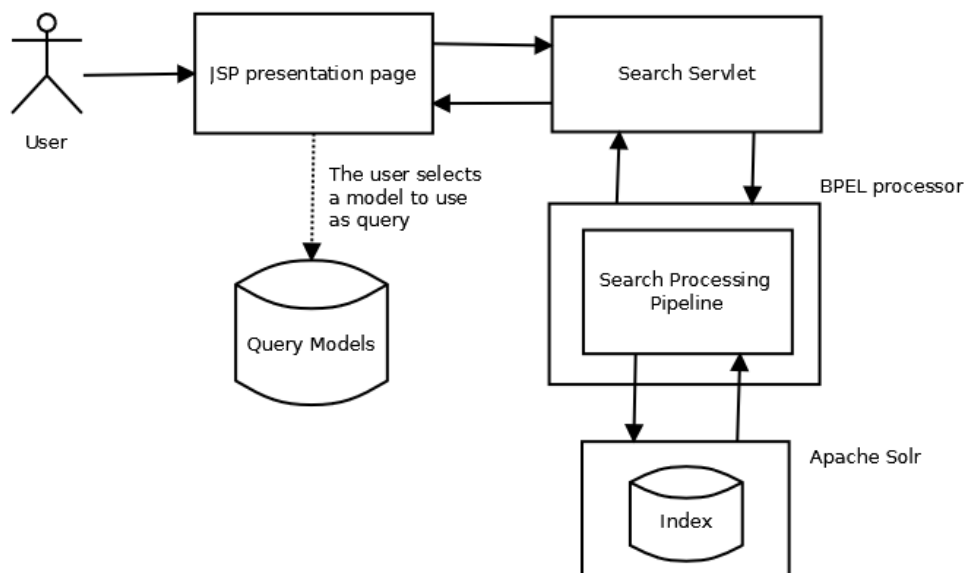 JSP presentation page
Search Servlet
User
The user selects
a model to use
as query
BPEL processor
Search Processing
Pipeline
Query Models
Apache Solr
Index